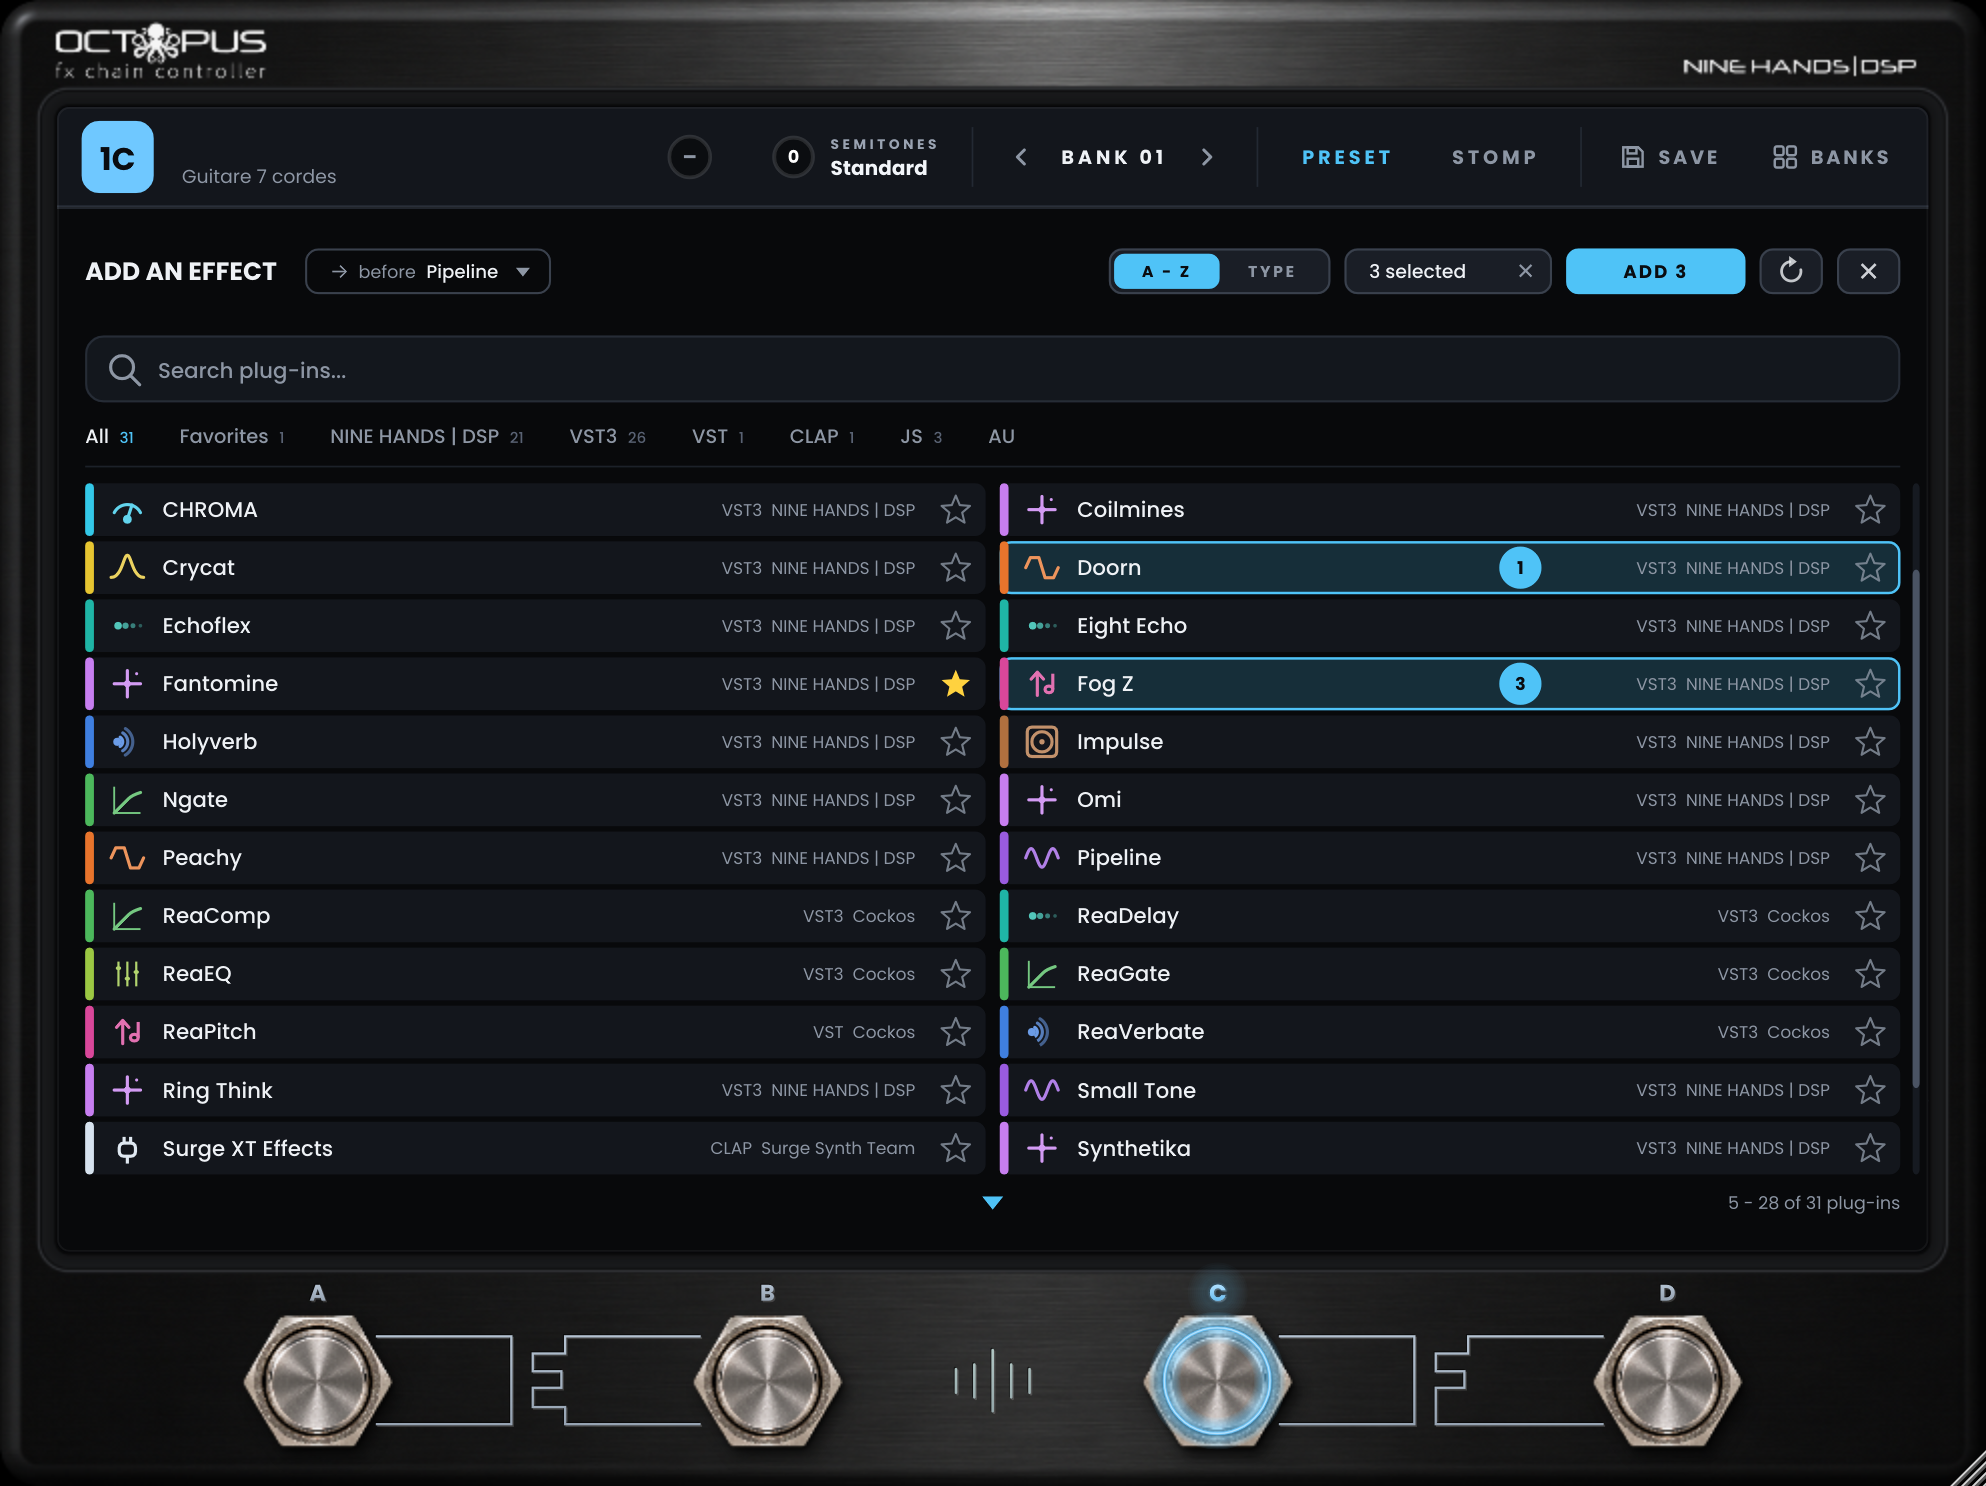 OCTOPUS
fx chain controller
NINE HANDS|DSP
1C
Guitare 7 cordes
–
0
SEMITONES
Standard
BANK 01
PRESET
STOMP
SAVE
BANKS
ADD AN EFFECT
→ before Pipeline
A - Z
TYPE
3 selected
ADD 3
Search plug-ins...
All 31
Favorites 1
NINE HANDS | DSP 21
VST3 26
VST 1
CLAP 1
JS 3
AU
CHROMA VST3 NINE HANDS | DSP
Coilmines VST3 NINE HANDS | DSP
Crycat VST3 NINE HANDS | DSP
Doorn 1 VST3 NINE HANDS | DSP
Echoflex VST3 NINE HANDS | DSP
Eight Echo VST3 NINE HANDS | DSP
Fantomine VST3 NINE HANDS | DSP
Fog Z 3 VST3 NINE HANDS | DSP
Holyverb VST3 NINE HANDS | DSP
Impulse VST3 NINE HANDS | DSP
Ngate VST3 NINE HANDS | DSP
Omi VST3 NINE HANDS | DSP
Peachy VST3 NINE HANDS | DSP
Pipeline VST3 NINE HANDS | DSP
ReaComp VST3 Cockos
ReaDelay VST3 Cockos
ReaEQ VST3 Cockos
ReaGate VST3 Cockos
ReaPitch VST Cockos
ReaVerbate VST3 Cockos
Ring Think VST3 NINE HANDS | DSP
Small Tone VST3 NINE HANDS | DSP
Surge XT Effects CLAP Surge Synth Team
Synthetika VST3 NINE HANDS | DSP
5 - 28 of 31 plug-ins
A
B
C
D